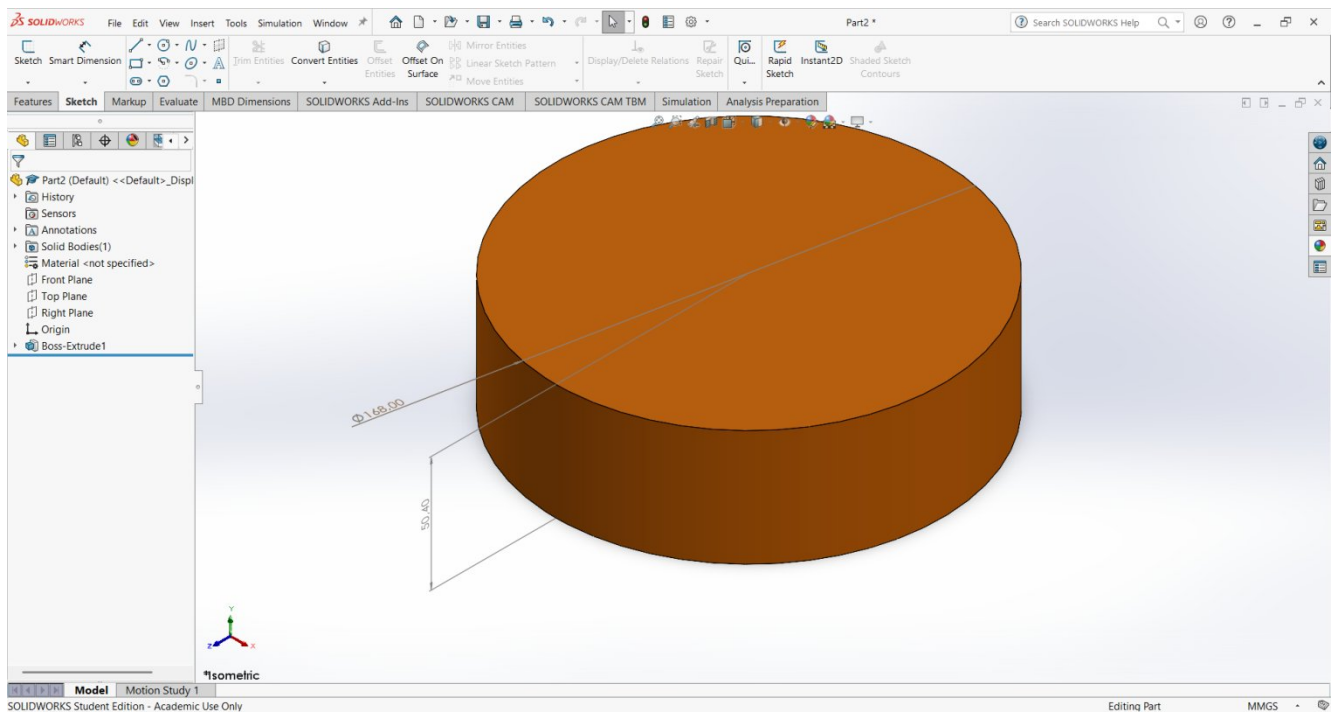 SOLIDWORKS File Edit View Insert Tools Simulation Window Part2 * Search SOLIDWORKS Help
Sketch Smart Dimension Trim Entities Convert Entities Offset Entities Offset On Surface Mirror Entities Linear Sketch Pattern Move Entities Display/Delete Relations Repair Sketch Qui... Rapid Sketch Instant2D Shaded Sketch Contours
Features Sketch Markup Evaluate MBD Dimensions SOLIDWORKS Add-Ins SOLIDWORKS CAM SOLIDWORKS CAM TBM Simulation Analysis Preparation
Part2 (Default) <<Default>_Displ
History
Sensors
Annotations
Solid Bodies(1)
Material <not specified>
Front Plane
Top Plane
Right Plane
Origin
Boss-Extrude1
Φ168.00
50.40
Y
Z X
*Isometric
Model Motion Study 1
SOLIDWORKS Student Edition - Academic Use Only Editing Part MMGS